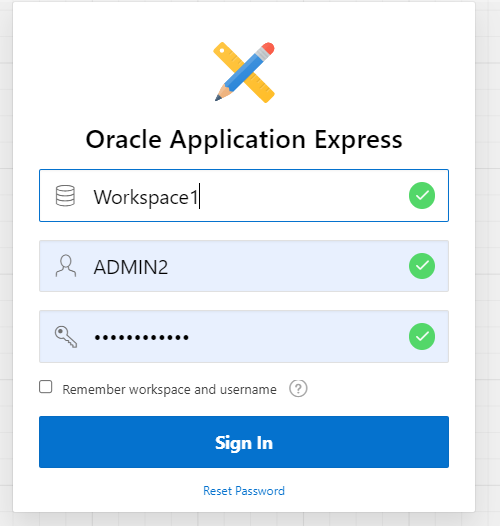 Oracle Application Express
Workspace1
ADMIN2
••••••••••••
Remember workspace and username ?
Sign In
Reset Password